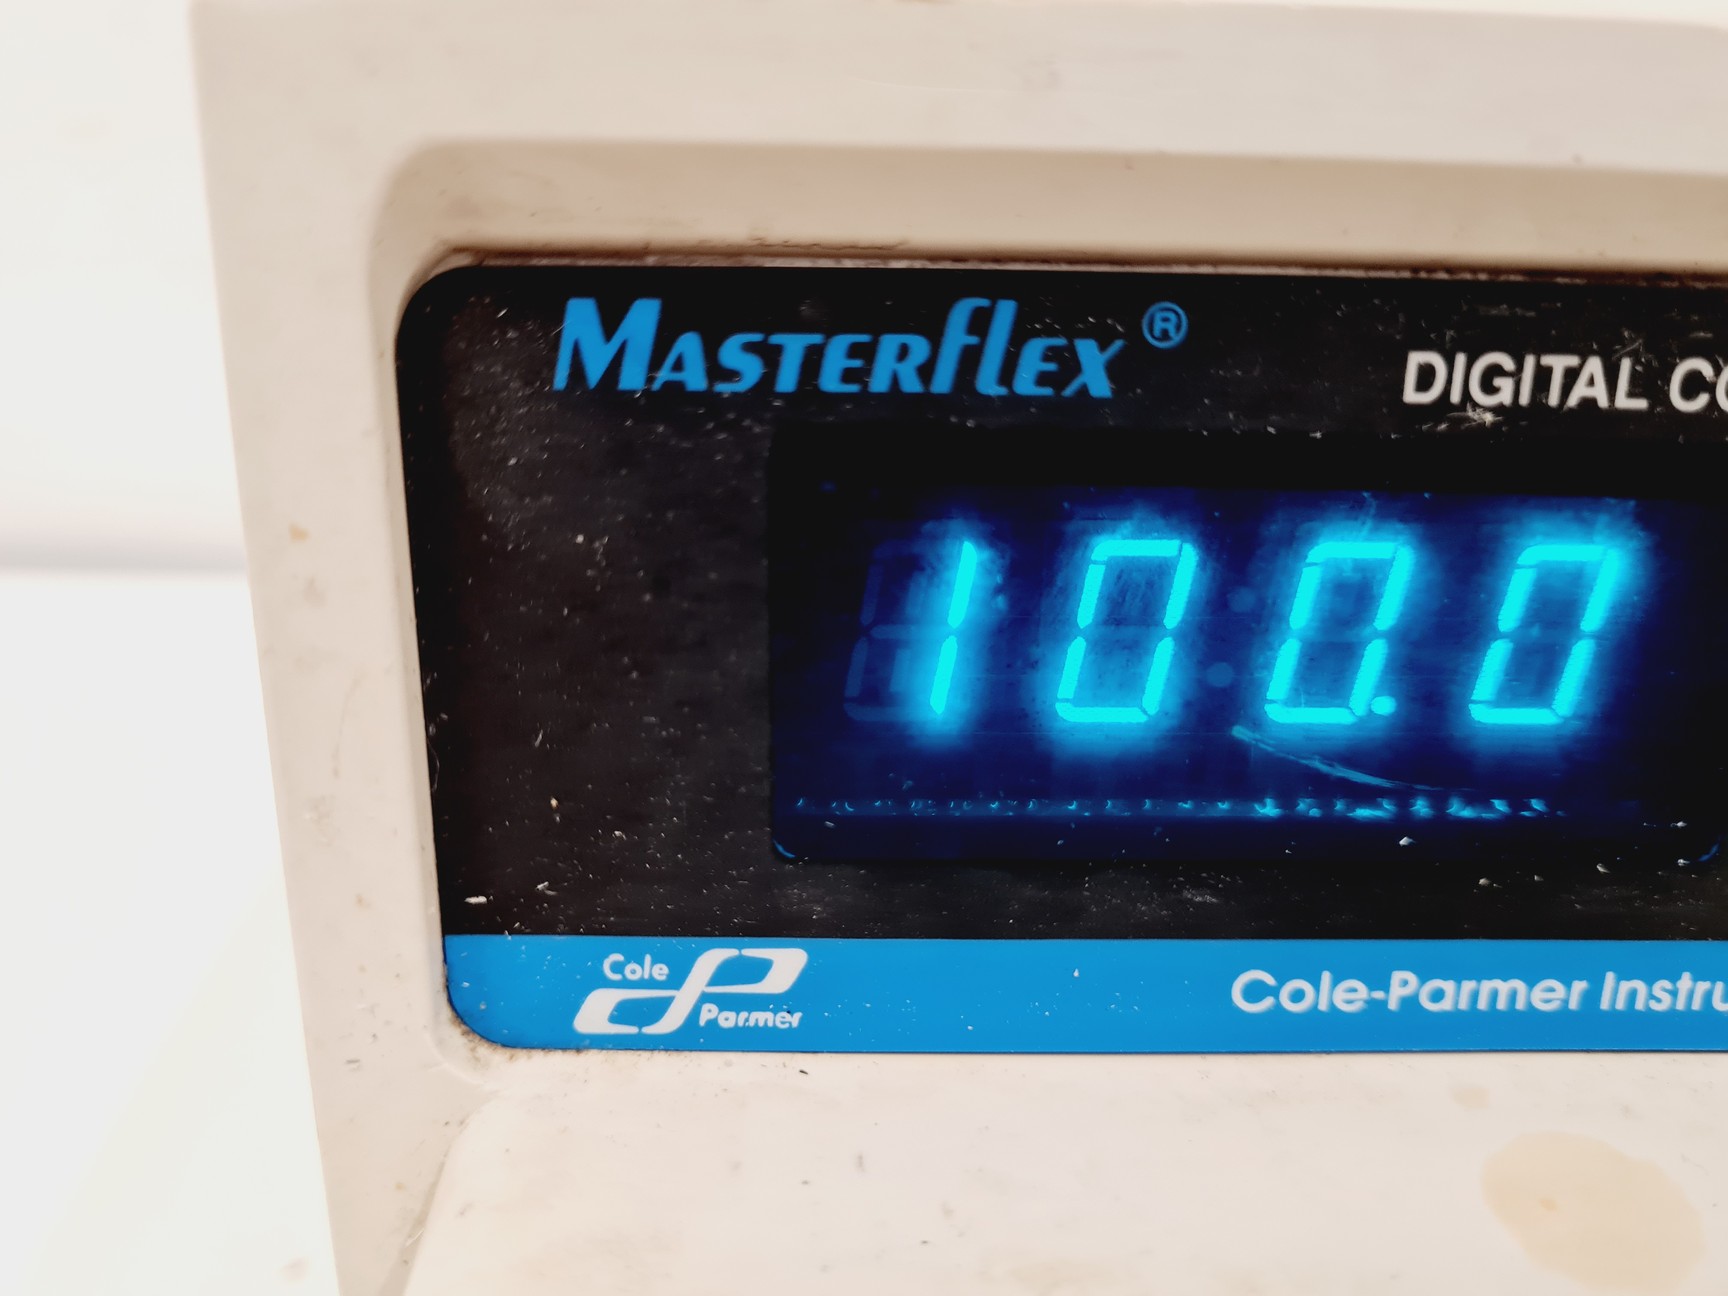 MASTERFLEX ®
DIGITAL CO
100.0
Cole
Parmer
Cole-Parmer Instru